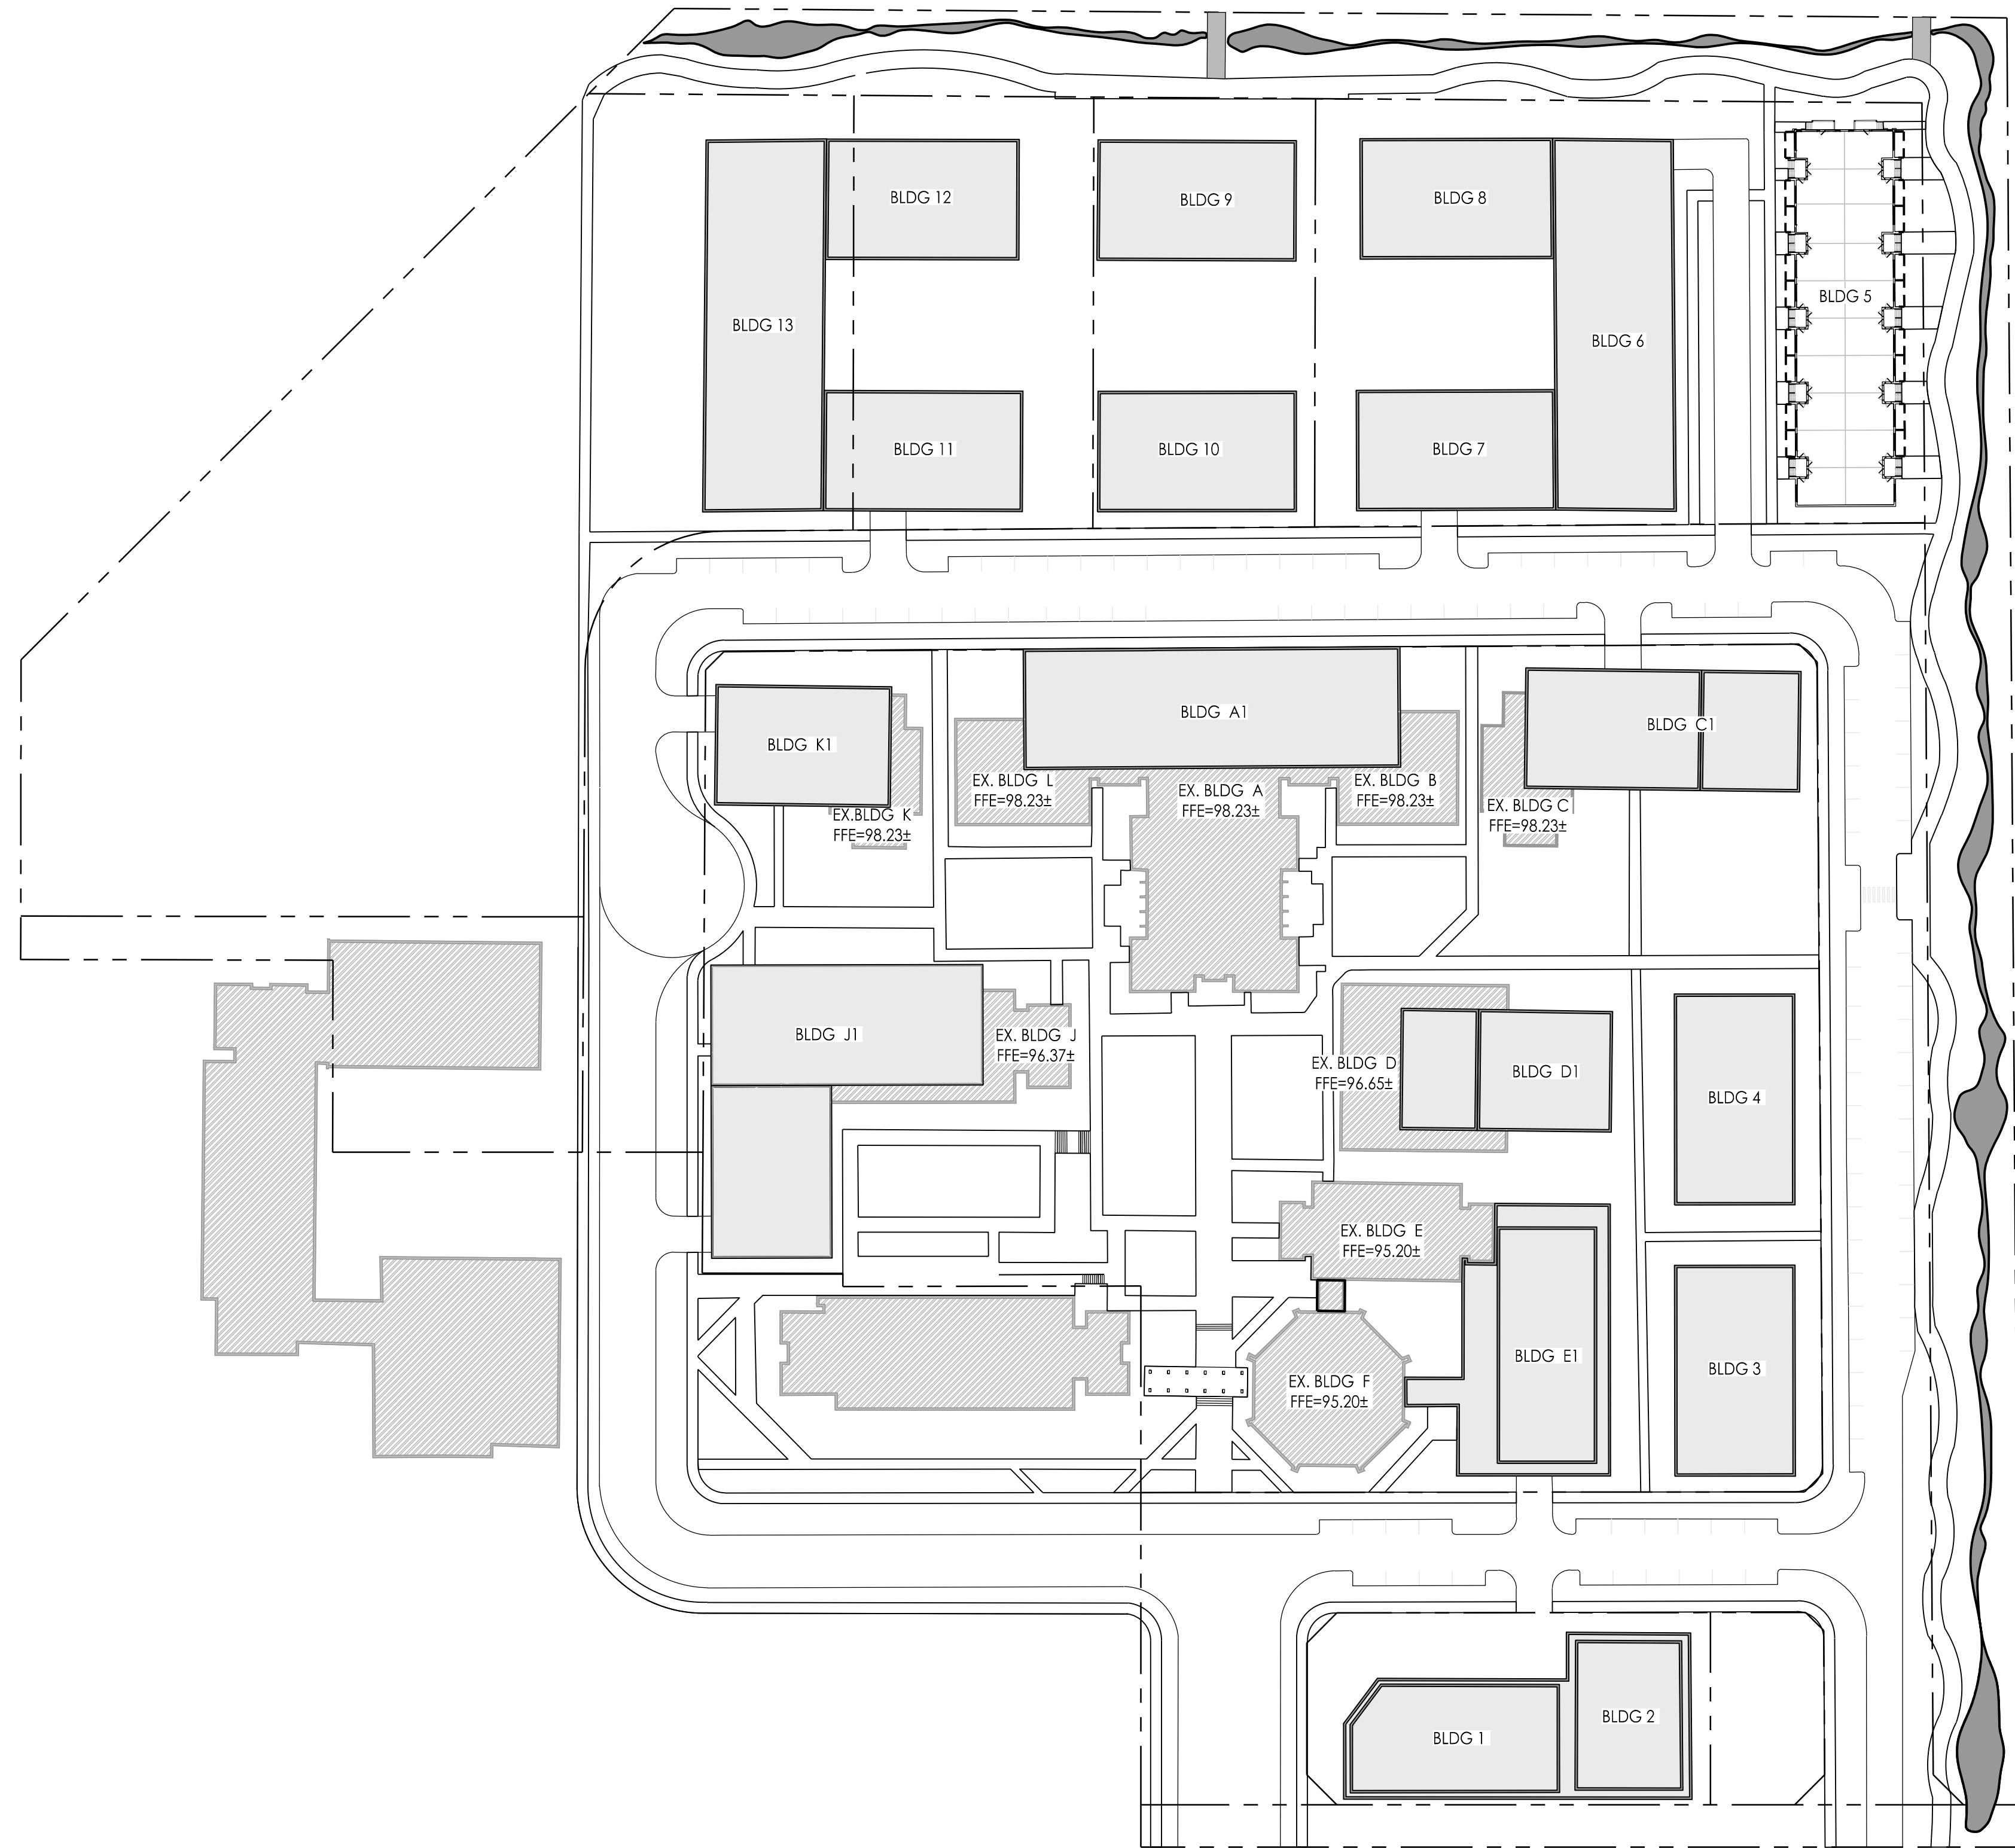 BLDG 12
BLDG 9
BLDG 8
BLDG 5
BLDG 13
BLDG 6
BLDG 11
BLDG 10
BLDG 7
BLDG A1
BLDG C1
BLDG K1
EX. BLDG L
FFE=98.23±
EX. BLDG A
FFE=98.23±
EX. BLDG B
FFE=98.23±
EX.BLDG K
FFE=98.23±
EX. BLDG C
FFE=98.23±
BLDG J1
EX. BLDG J
FFE=96.37±
EX. BLDG D
FFE=96.65±
BLDG D1
BLDG 4
EX. BLDG E
FFE=95.20±
BLDG E1
BLDG 3
EX. BLDG F
FFE=95.20±
BLDG 2
BLDG 1